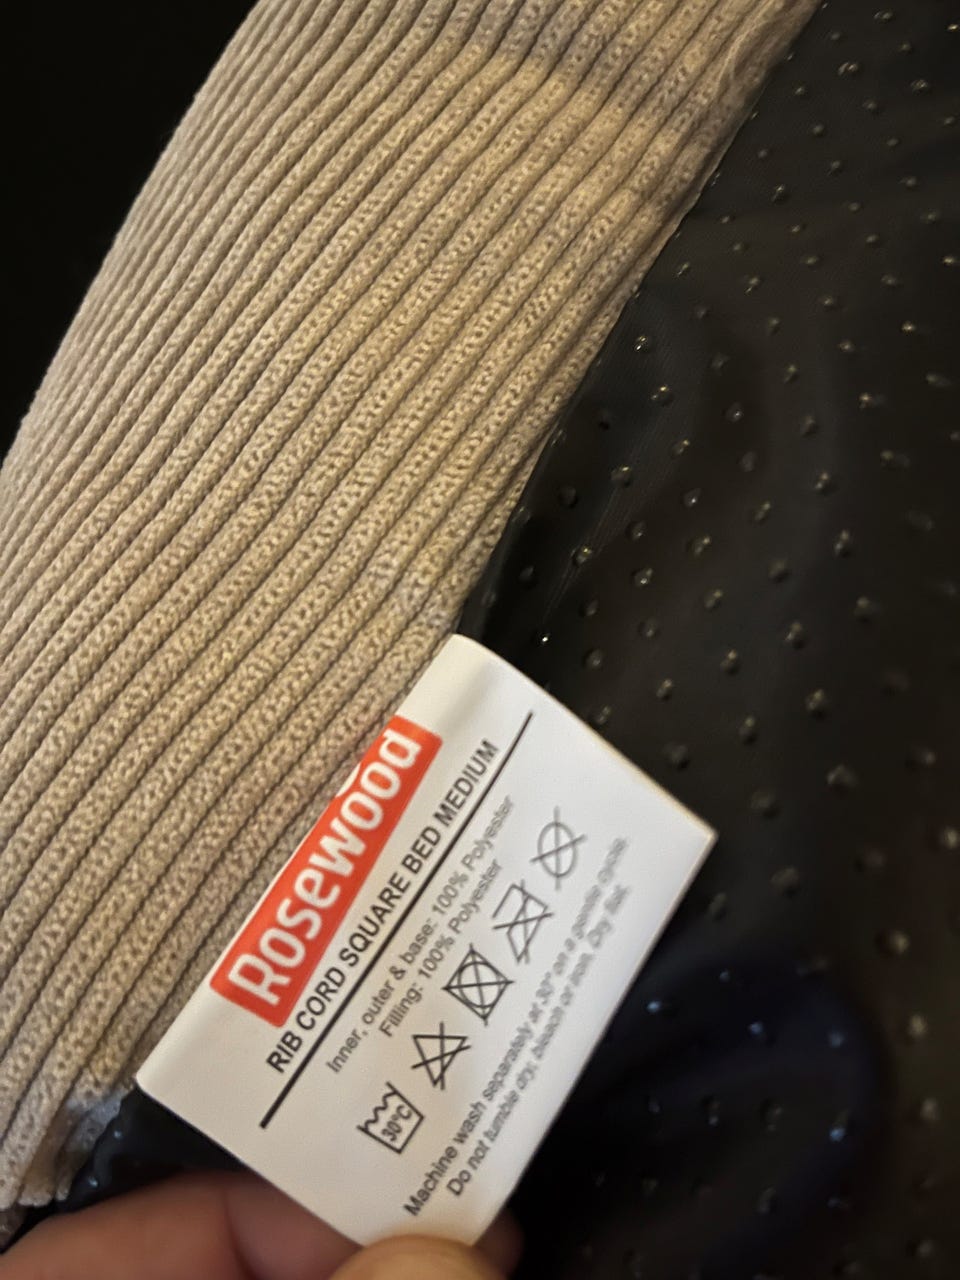 Rosewood
RIB CORD SQUARE BED MEDIUM
Inner, outer & base: 100% Polyester
Filling: 100% Polyester
30°C
Machine wash separately at 30° on a gentle cycle.
Do not tumble dry, bleach or iron. Dry flat.